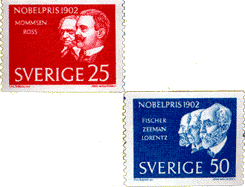 NOBELPRIS 1902
MOMMSEN
ROSS
SVERIGE 25
NOBELPRIS 1902
FISCHER
ZEEMAN
LORENTZ
SVERIGE 50